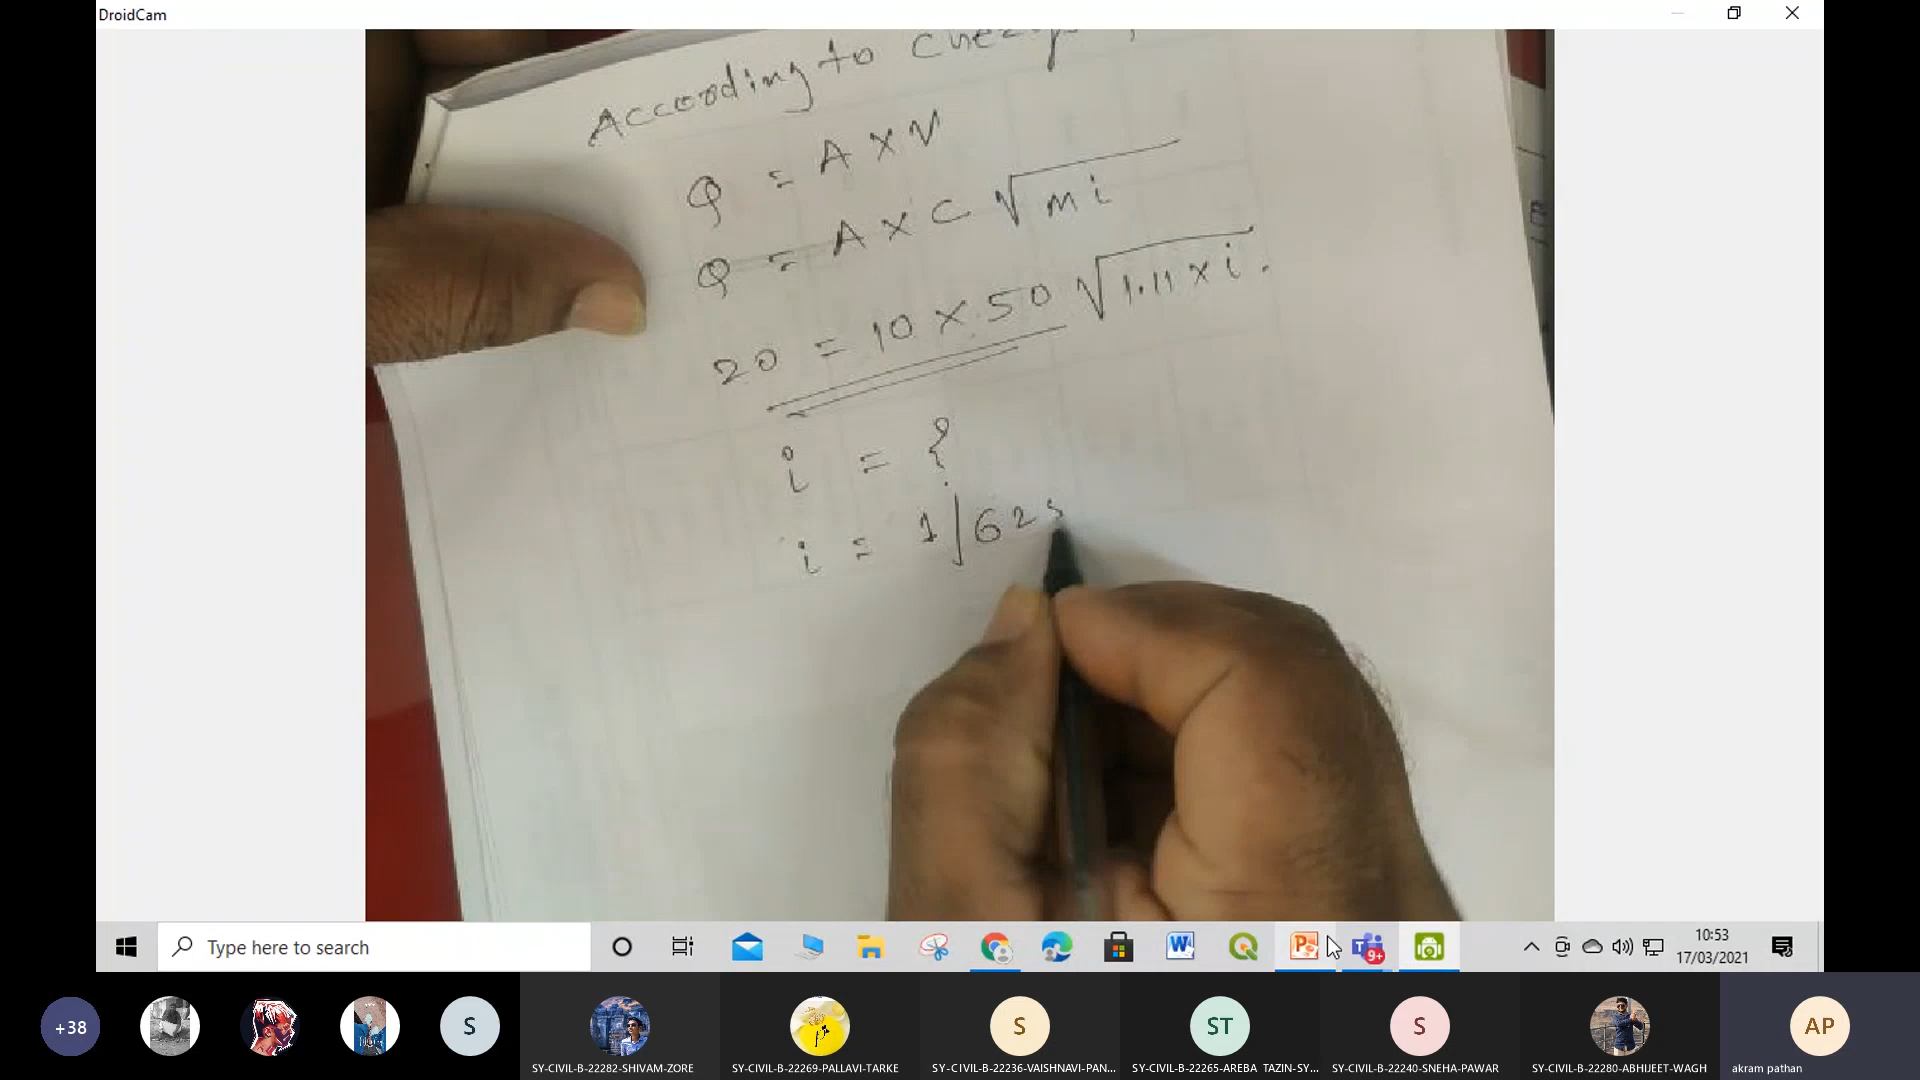 DroidCam
According to Chezy
Q = A × V
Q = A × C √mi
20 = 10 × 50 √1.11 × i.
i = ?
i = 1/625
Type here to search
9+
10:53
17/03/2021
+38
S
S
ST
S
AP
SY-CIVIL-B-22282-SHIVAM-ZORE
SY-CIVIL-B-22269-PALLAVI-TARKE
SY-CIVIL-B-22236-VAISHNAVI-PAN...
SY-CIVIL-B-22265-AREBA TAZIN-SY...
SY-CIVIL-B-22240-SNEHA-PAWAR
SY-CIVIL-B-22280-ABHIJEET-WAGH
akram pathan